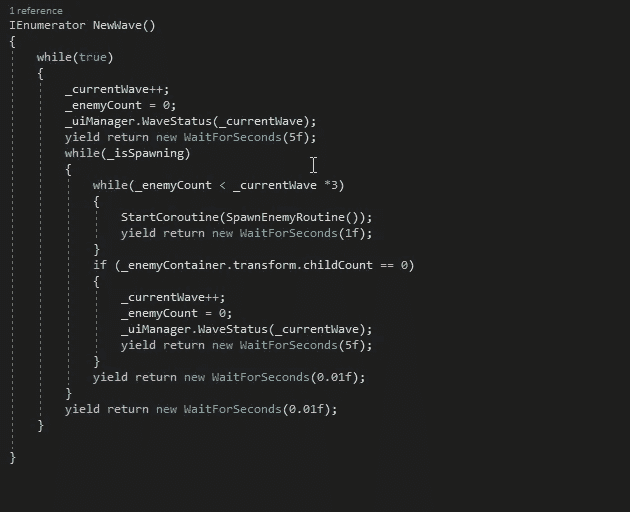 1 reference
IEnumerator NewWave()
{
    while(true)
    {
        _currentWave++;
        _enemyCount = 0;
        _uiManager.WaveStatus(_currentWave);
        yield return new WaitForSeconds(5f);
        while(_isSpawning)
        {
            while(_enemyCount < _currentWave *3)
            {
                StartCoroutine(SpawnEnemyRoutine());
                yield return new WaitForSeconds(1f);
            }
            if (_enemyContainer.transform.childCount == 0)
            {
                _currentWave++;
                _enemyCount = 0;
                _uiManager.WaveStatus(_currentWave);
                yield return new WaitForSeconds(5f);
            }
            yield return new WaitForSeconds(0.01f);
        }
        yield return new WaitForSeconds(0.01f);
    }
}